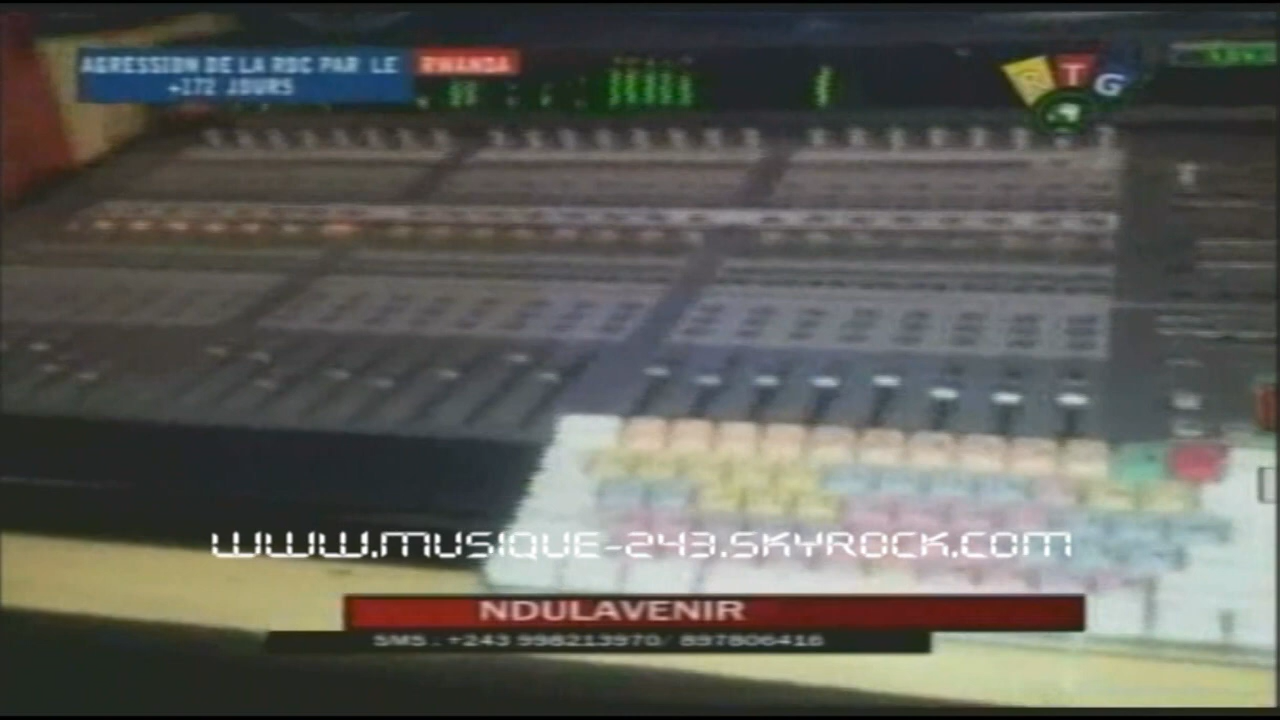 AGRESSION DE LA RDC PAR LE RWANDA
+172 JOURS
RTG
WWW.MUSIQUE-243.SKYROCK.COM
NDULAVENIR
SMS : +243 998213970/ 897806416